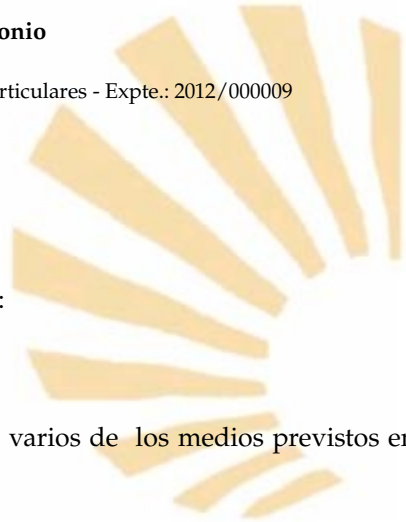 onio
rticulares - Expte.: 2012/000009
:
varios de los medios previstos en